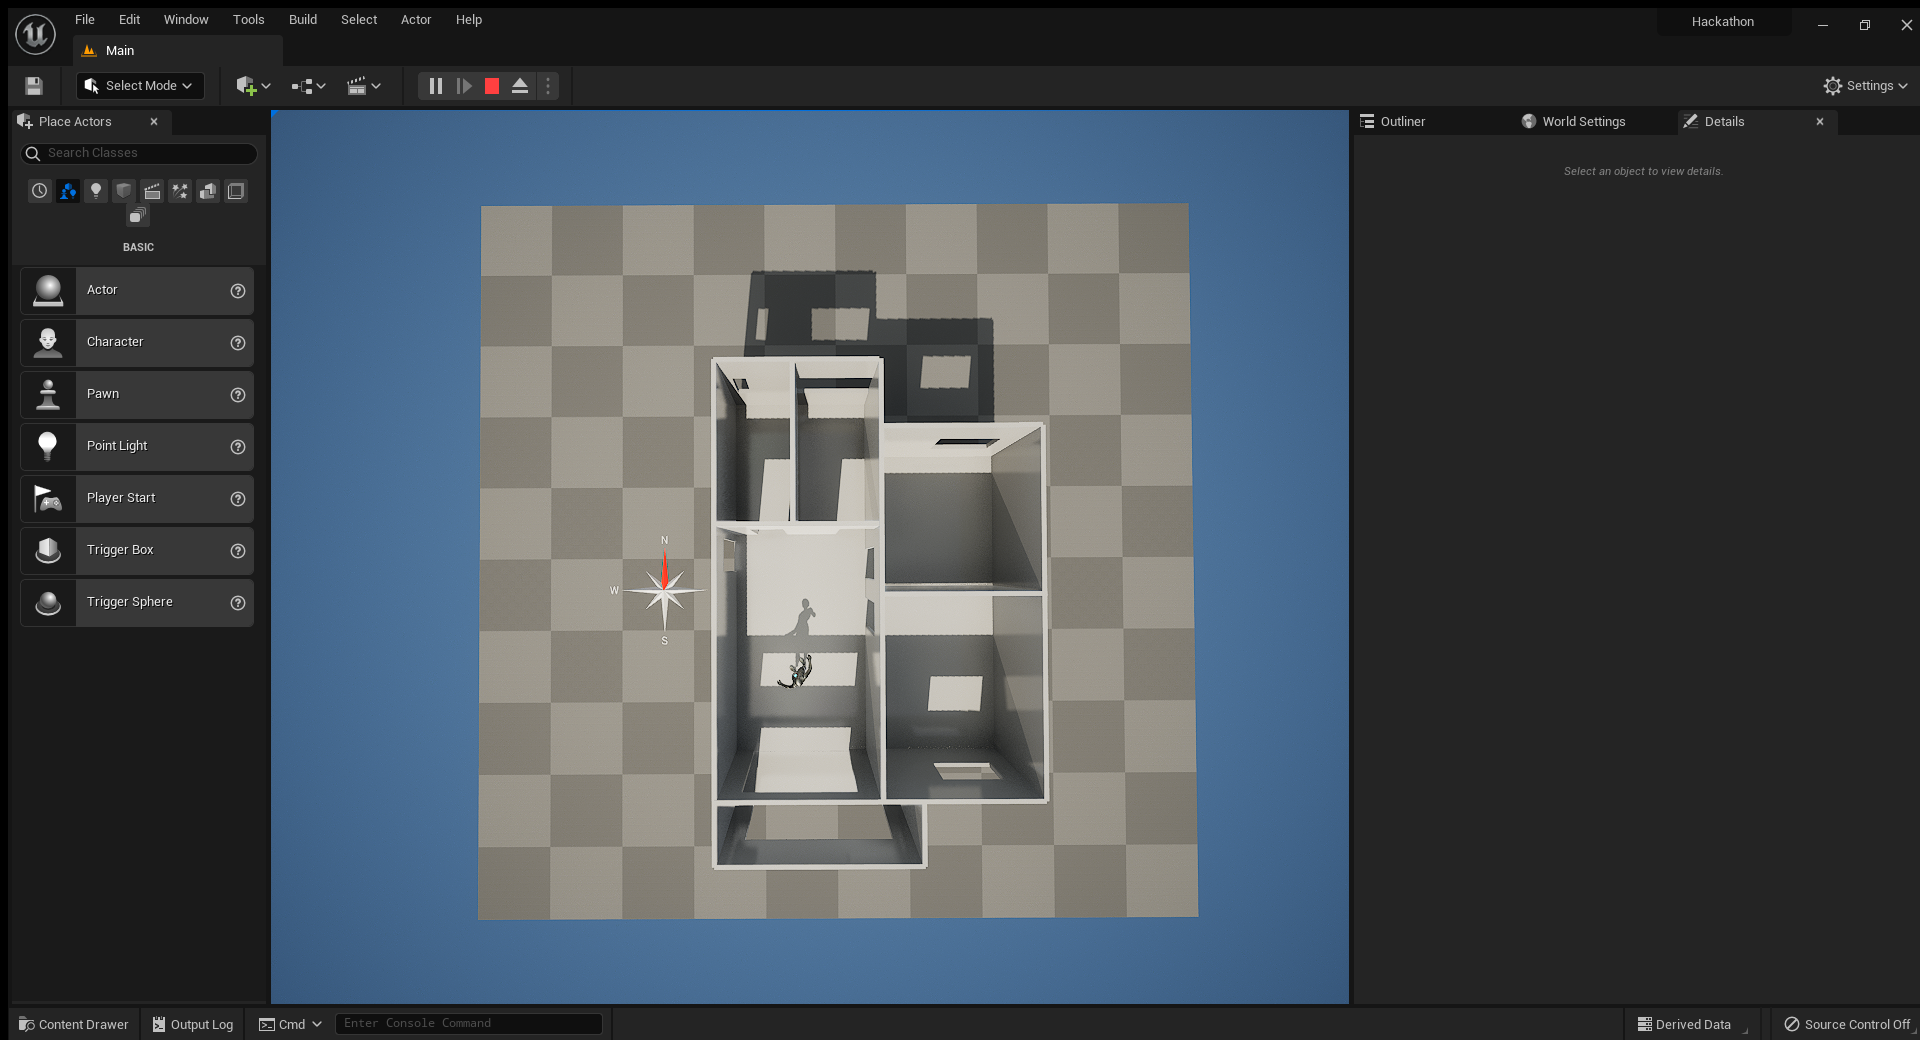 File Edit Window Tools Build Select Actor Help
Hackathon
Main
Select Mode
Settings
Place Actors
Search Classes
BASIC
Actor
Character
Pawn
Point Light
Player Start
Trigger Box
Trigger Sphere
N
W
S
Outliner
World Settings
Details
Select an object to view details.
Content Drawer
Output Log
Cmd
Enter Console Command
Derived Data
Source Control Off